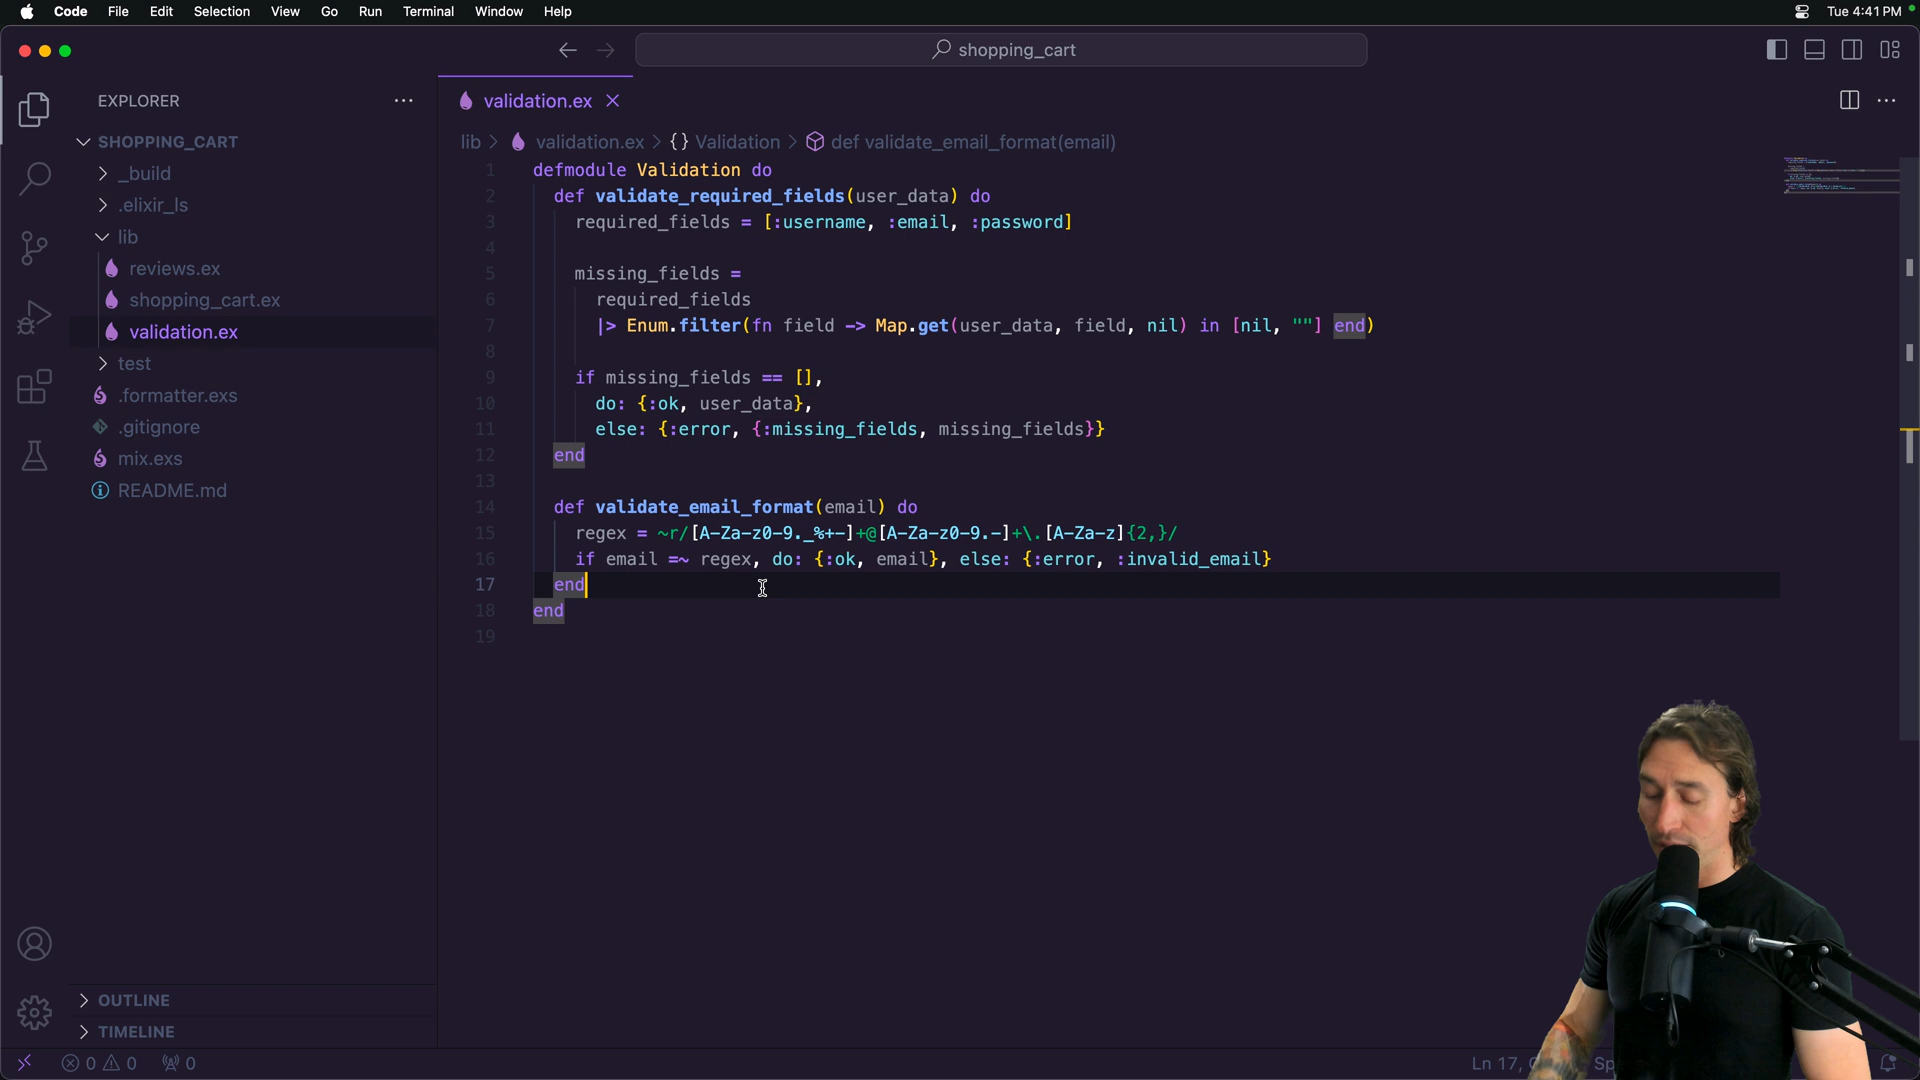 Code File Edit Selection View Go Run Terminal Window Help Tue 4:41 PM
shopping_cart
EXPLORER
SHOPPING_CART
_build
.elixir_ls
lib
reviews.ex
shopping_cart.ex
validation.ex
test
.formatter.exs
.gitignore
mix.exs
README.md
OUTLINE
TIMELINE
validation.ex
lib > validation.ex > {} Validation > def validate_email_format(email)
1 defmodule Validation do
2 def validate_required_fields(user_data) do
3 required_fields = [:username, :email, :password]
4
5 missing_fields =
6 required_fields
7 |> Enum.filter(fn field -> Map.get(user_data, field, nil) in [nil, ""] end)
8
9 if missing_fields == [],
10 do: {:ok, user_data},
11 else: {:error, {:missing_fields, missing_fields}}
12 end
13
14 def validate_email_format(email) do
15 regex = ~r/[A-Za-z0-9._%+-]+@[A-Za-z0-9.-]+\.[A-Za-z]{2,}/
16 if email =~ regex, do: {:ok, email}, else: {:error, :invalid_email}
17 end
18 end
19
0 0 0
Ln 17,